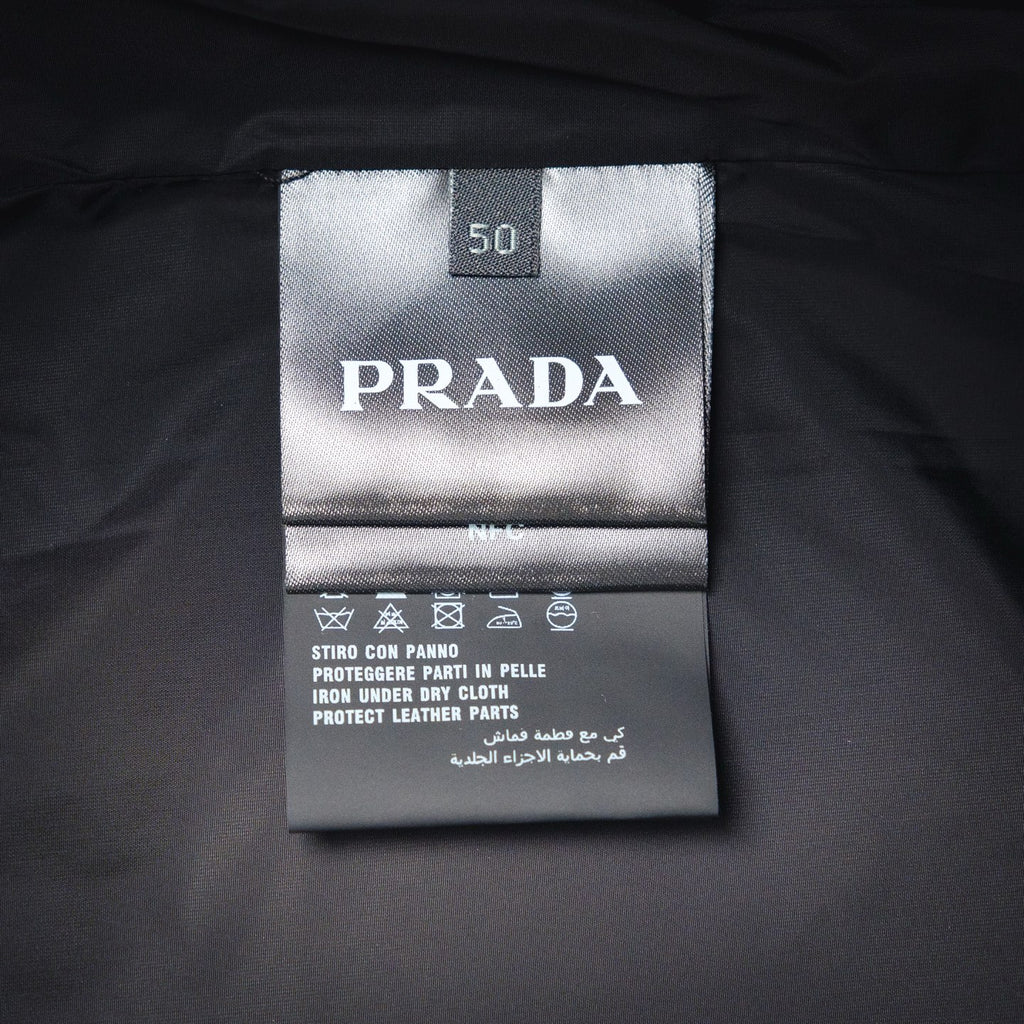 50
PRADA
NFC
STIRO CON PANNO
PROTEGGERE PARTI IN PELLE
IRON UNDER DRY CLOTH
PROTECT LEATHER PARTS
كي مع قطعة قماش
قم بحماية الاجزاء الجلدية